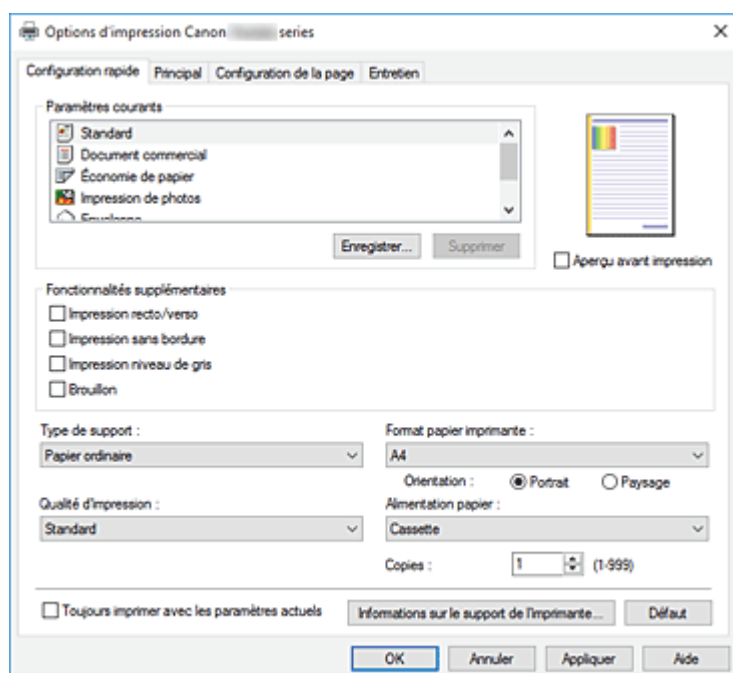 Options d'impression Canon series
Configuration rapide Principal Configuration de la page Entretien
Paramètres courants
Standard
Document commercial
Économie de papier
Impression de photos
Enregistrer... Supprimer
Aperçu avant impression
Fonctionnalités supplémentaires
Impression recto/verso
Impression sans bordure
Impression niveau de gris
Brouillon
Type de support : Format papier imprimante :
Papier ordinaire A4
Orientation : Portrait Paysage
Qualité d'impression : Alimentation papier :
Standard Cassette
Copies : 1 (1-999)
Toujours imprimer avec les paramètres actuels Informations sur le support de l'imprimante... Défaut
OK Annuler Appliquer Aide